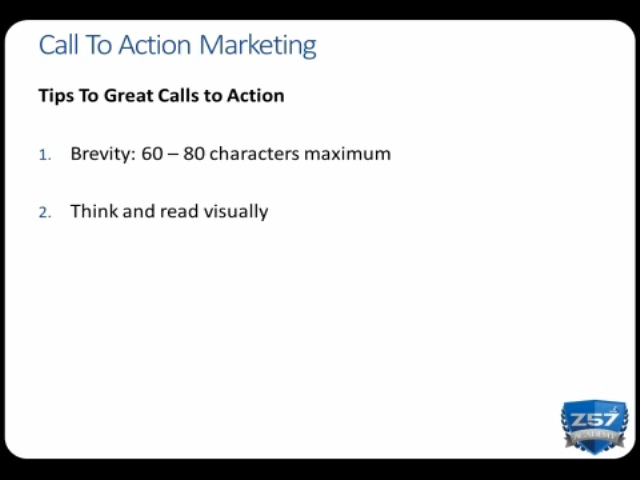 Call To Action Marketing
Tips To Great Calls to Action
1. Brevity: 60 – 80 characters maximum
2. Think and read visually
Z57
ACADEMY